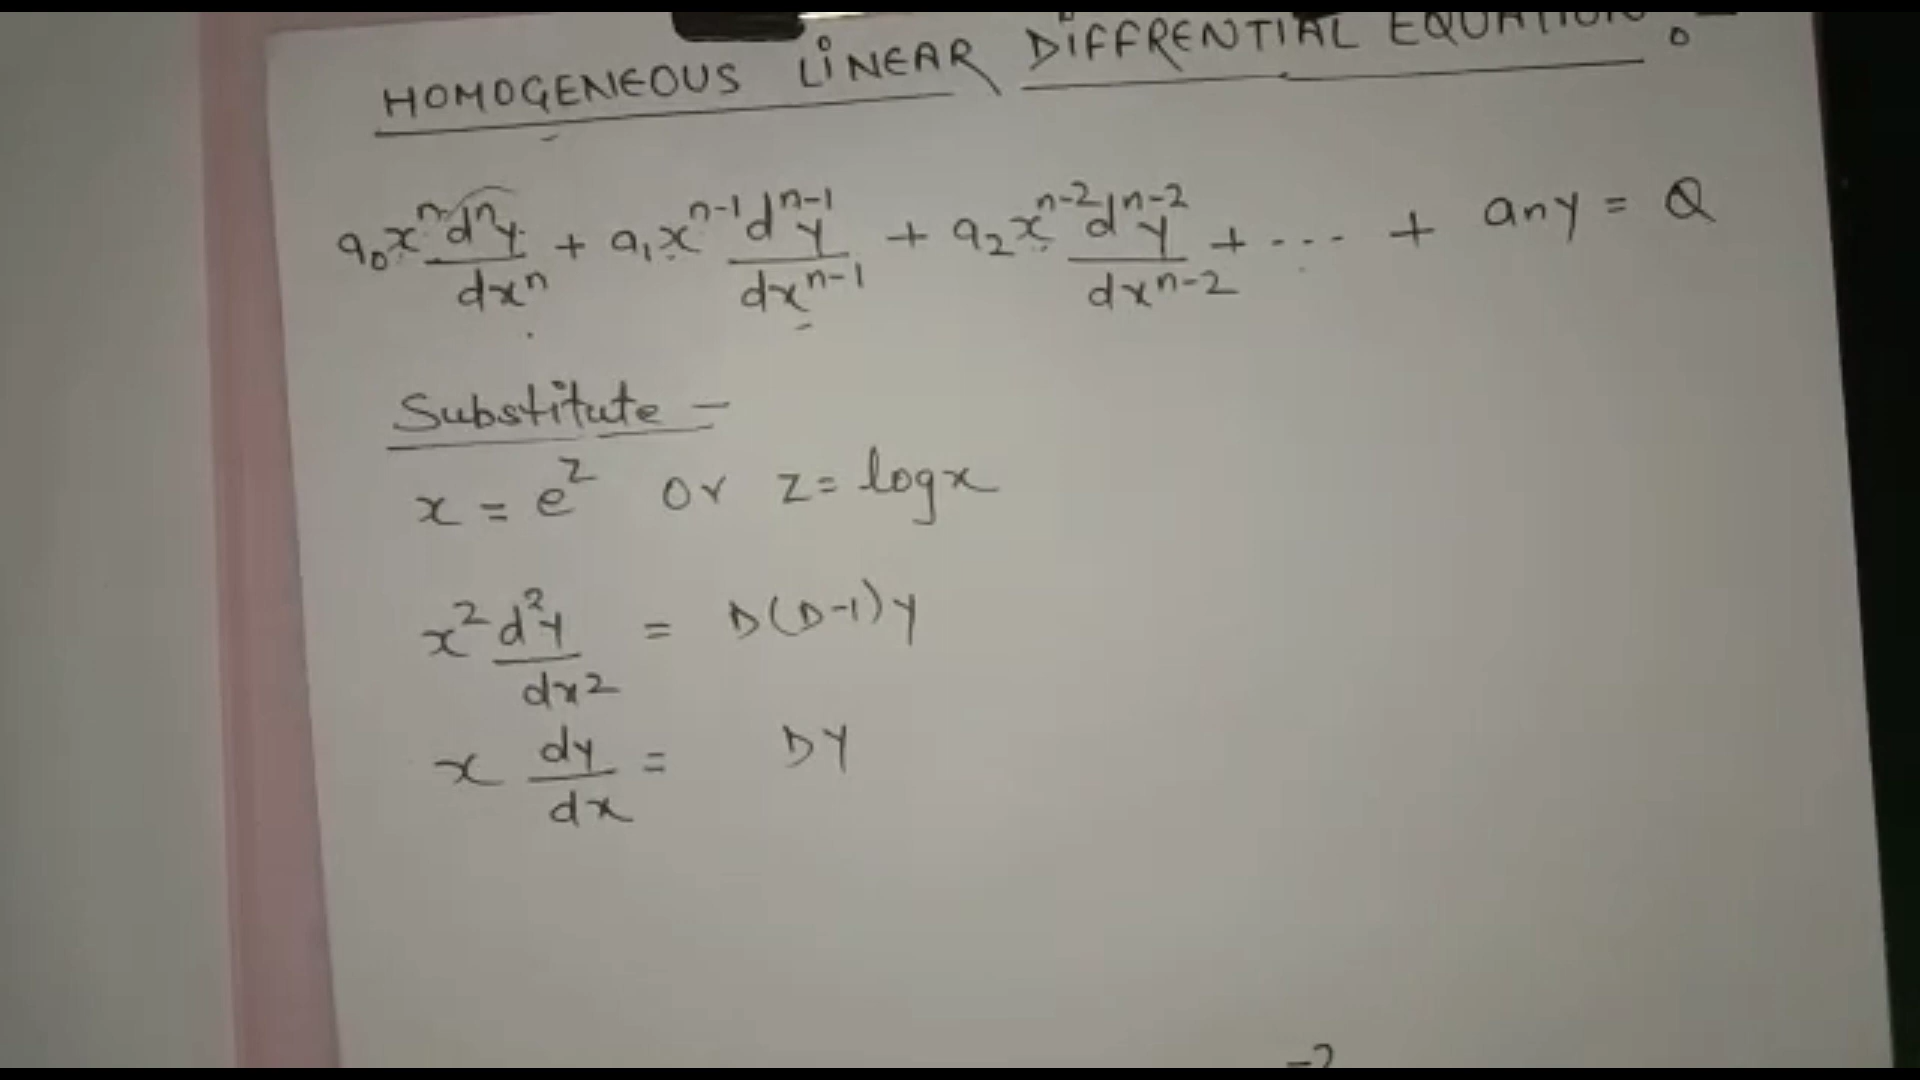 HOMOGENEOUS LINEAR DIFFRENTIAL EQUATION :-
a₀xⁿ dⁿy/dxⁿ + a₁xⁿ⁻¹ dⁿ⁻¹y/dxⁿ⁻¹ + a₂xⁿ⁻² dⁿ⁻²y/dxⁿ⁻² + .... + any = Q
Substitute -
x = e^z or z = log x
x² d²y/dx² = D(D-1)y
x dy/dx = DY